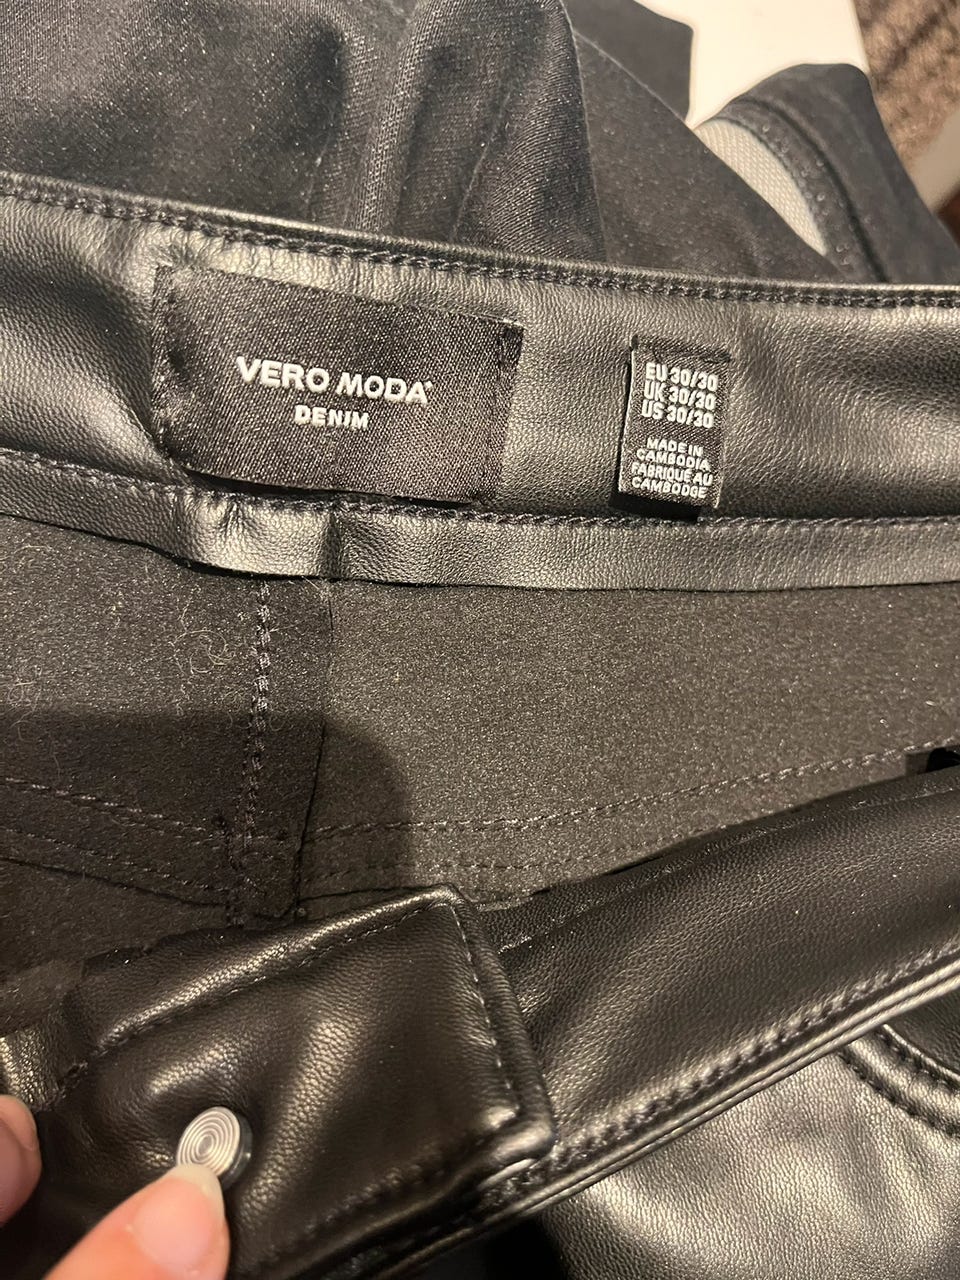 VERO MODA
DENIM
EU 30/30
UK 30/30
US 30/30
MADE IN
CAMBODIA
FABRIQUE AU
CAMBODGE